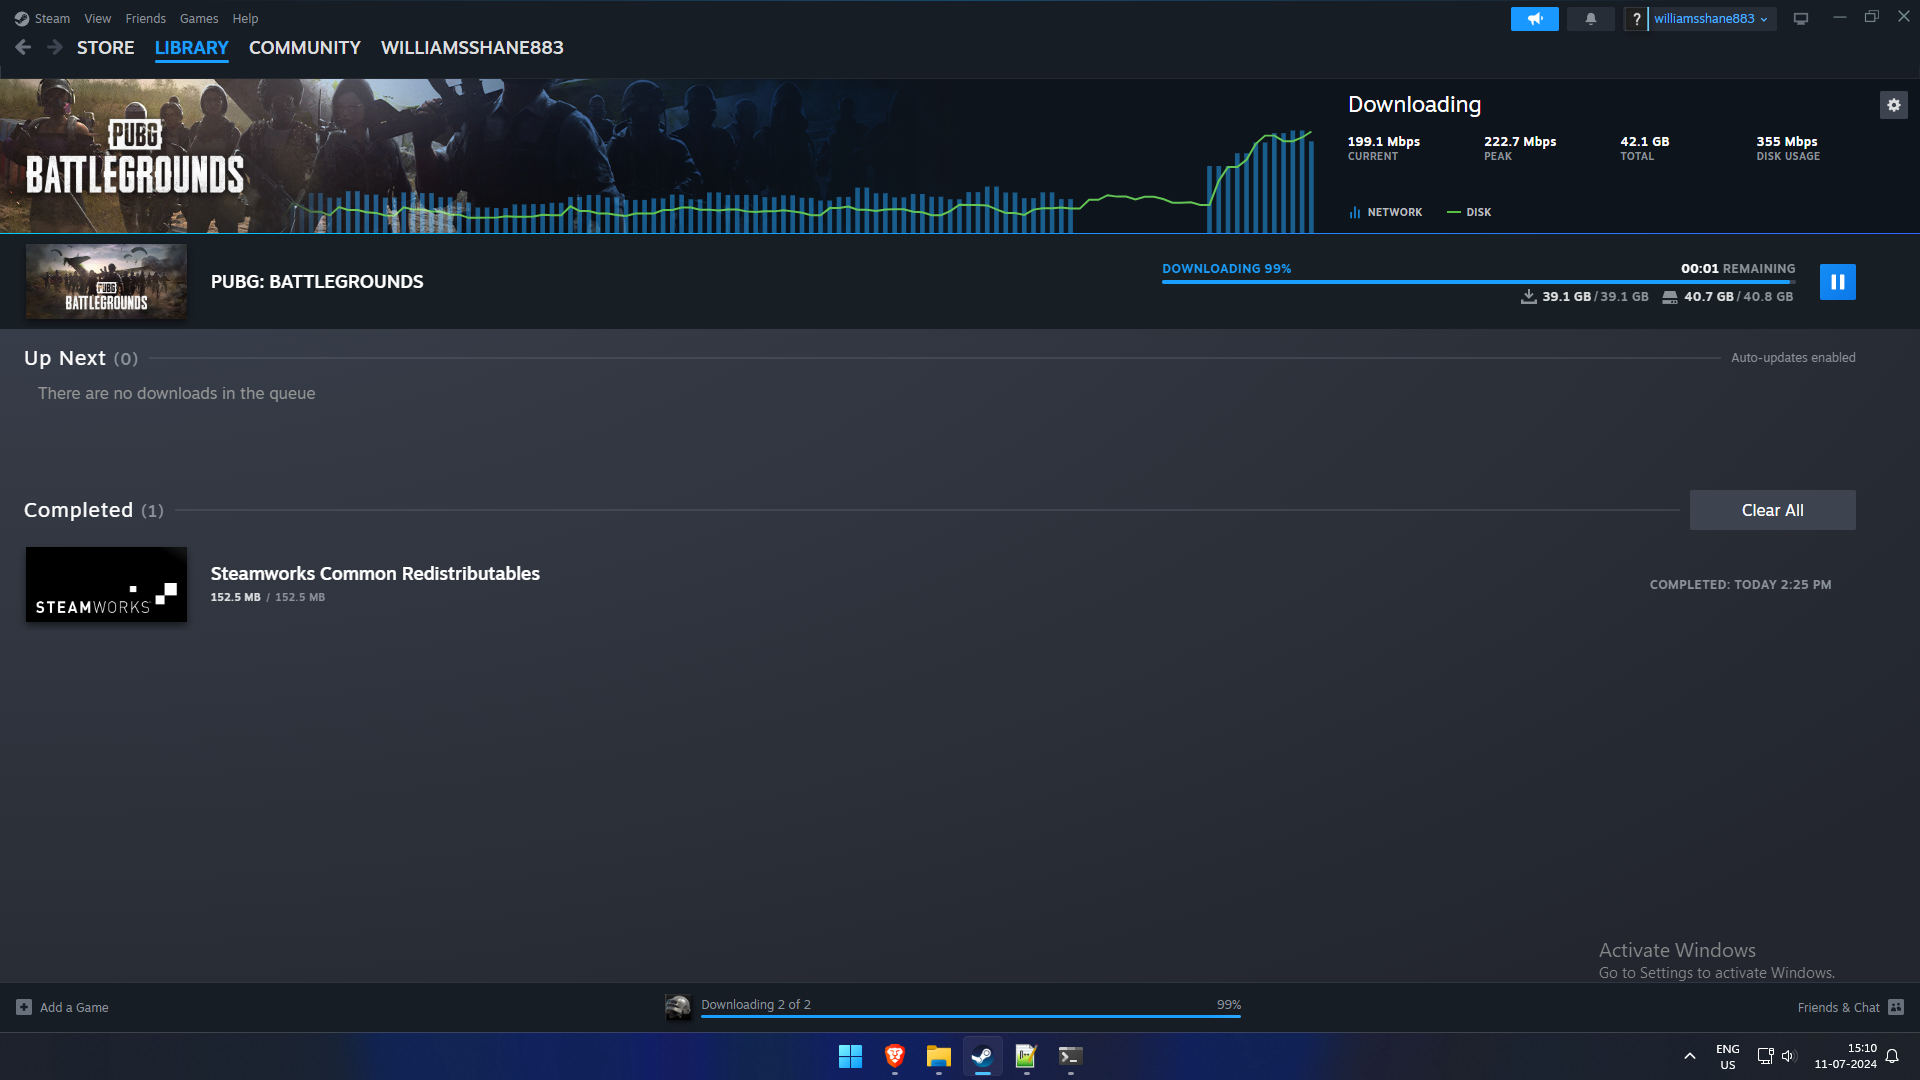 Steam View Friends Games Help
? williamsshane883
STORE LIBRARY COMMUNITY WILLIAMSSHANE883
PUBG
BATTLEGROUNDS
Downloading
199.1 Mbps 222.7 Mbps 42.1 GB 355 Mbps
CURRENT PEAK TOTAL DISK USAGE
NETWORK DISK
PUBG
BATTLEGROUNDS
PUBG: BATTLEGROUNDS
DOWNLOADING 99% 00:01 REMAINING
39.1 GB / 39.1 GB 40.7 GB / 40.8 GB
Up Next (0) Auto-updates enabled
There are no downloads in the queue
Completed (1) Clear All
STEAMWORKS
Steamworks Common Redistributables
152.5 MB / 152.5 MB
COMPLETED: TODAY 2:25 PM
Activate Windows
Go to Settings to activate Windows.
Add a Game Downloading 2 of 2 99% Friends & Chat
ENG
US
15:10
11-07-2024